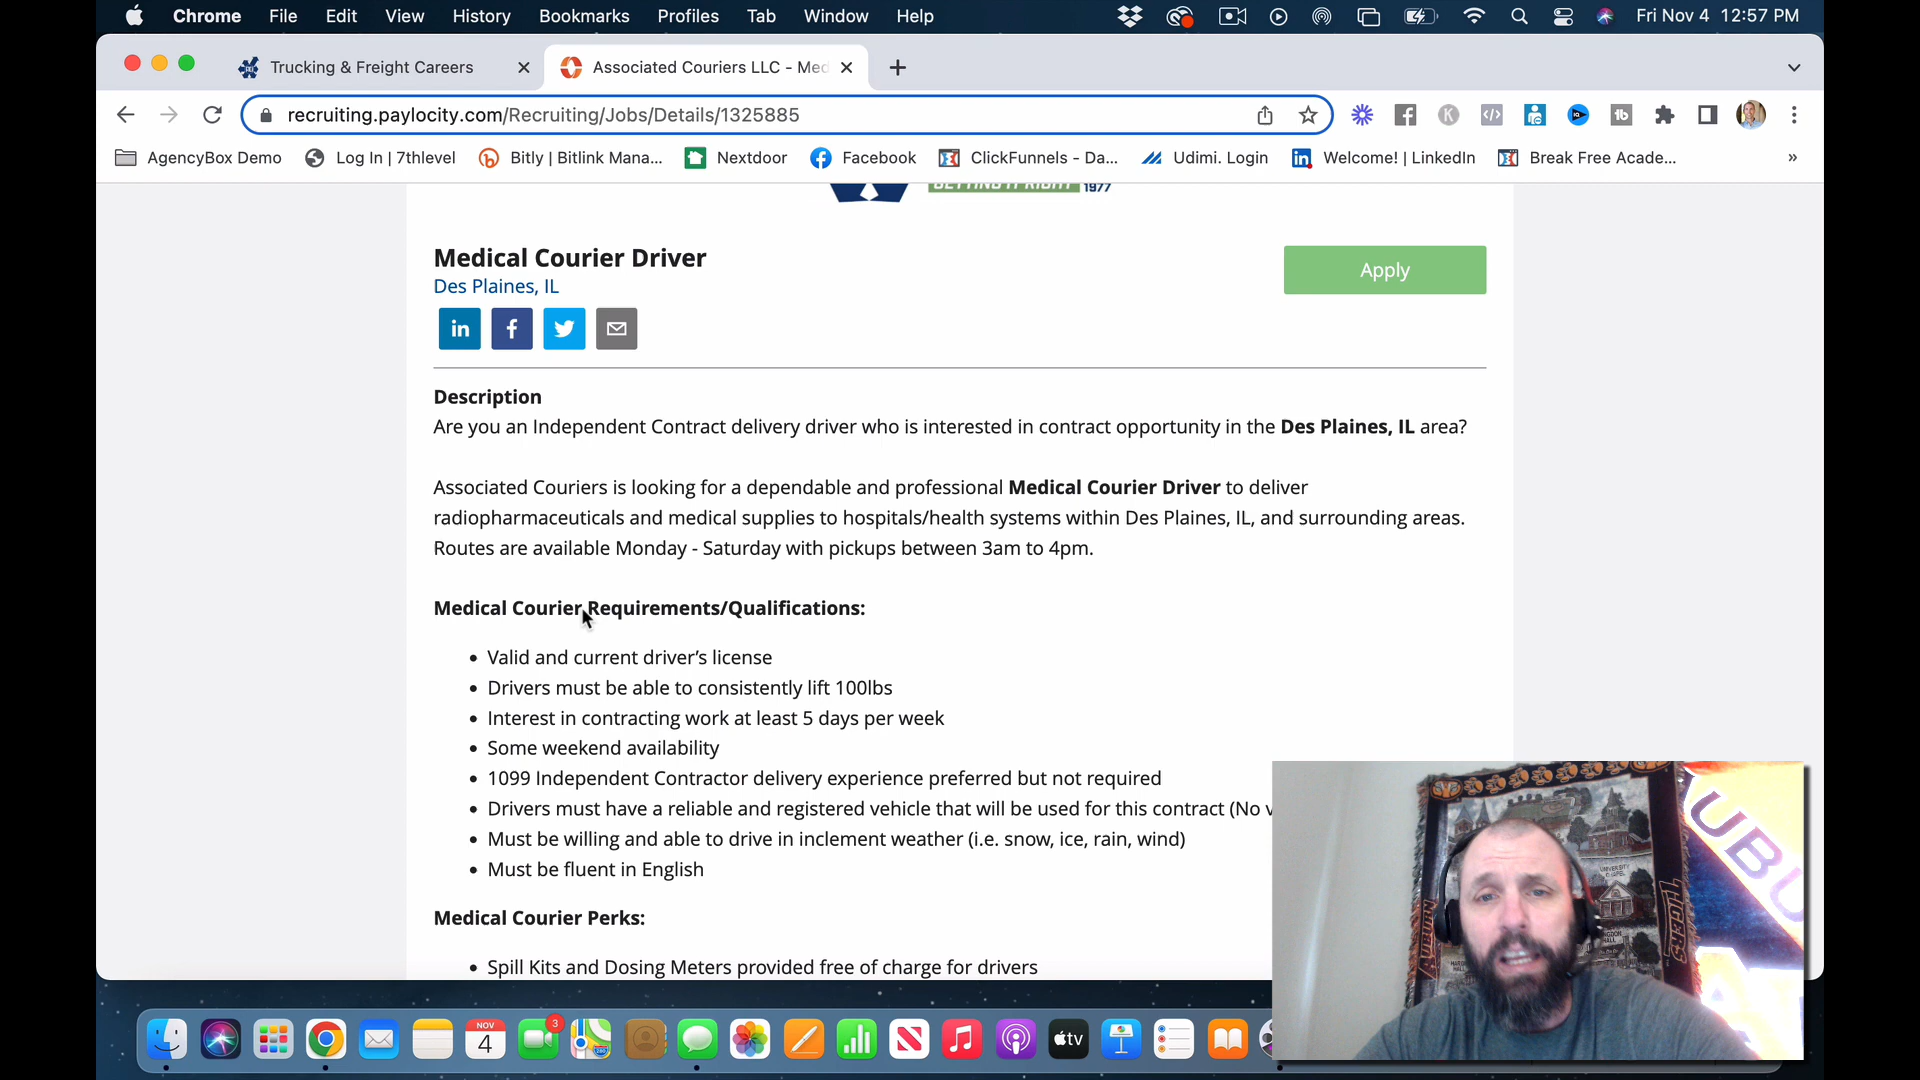 Chrome File Edit View History Bookmarks Profiles Tab Window Help Fri Nov 4 12:57 PM
Trucking & Freight Careers Associated Couriers LLC - Med
recruiting.paylocity.com/Recruiting/Jobs/Details/1325885
AgencyBox Demo Log In | 7thlevel Bitly | Bitlink Mana... Nextdoor Facebook ClickFunnels - Da... Udimi. Login Welcome! | LinkedIn Break Free Acade... »
GETTING IT RIGHT 1977
Medical Courier Driver
Apply
Des Plaines, IL
Description
Are you an Independent Contract delivery driver who is interested in contract opportunity in the Des Plaines, IL area?
Associated Couriers is looking for a dependable and professional Medical Courier Driver to deliver
radiopharmaceuticals and medical supplies to hospitals/health systems within Des Plaines, IL, and surrounding areas.
Routes are available Monday - Saturday with pickups between 3am to 4pm.
Medical Courier Requirements/Qualifications:
• Valid and current driver's license
• Drivers must be able to consistently lift 100lbs
• Interest in contracting work at least 5 days per week
• Some weekend availability
• 1099 Independent Contractor delivery experience preferred but not required
• Drivers must have a reliable and registered vehicle that will be used for this contract (No v
• Must be willing and able to drive in inclement weather (i.e. snow, ice, rain, wind)
• Must be fluent in English
Medical Courier Perks:
• Spill Kits and Dosing Meters provided free of charge for drivers
TIGERS
NOV
4
3
tv